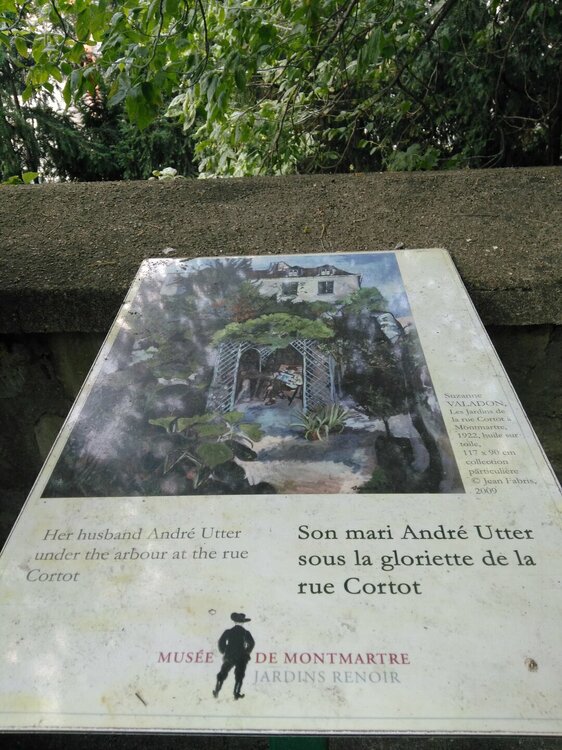 Suzanne
VALADON,
Les Jardins de
la rue Cortot à
Montmartre,
1922, huile sur
toile,
117 x 90 cm
collection
particulière
© Jean Fabris,
2009
Her husband André Utter
under the arbour at the rue
Cortot
Son mari André Utter
sous la gloriette de la
rue Cortot
MUSÉE DE MONTMARTRE
JARDINS RENOIR